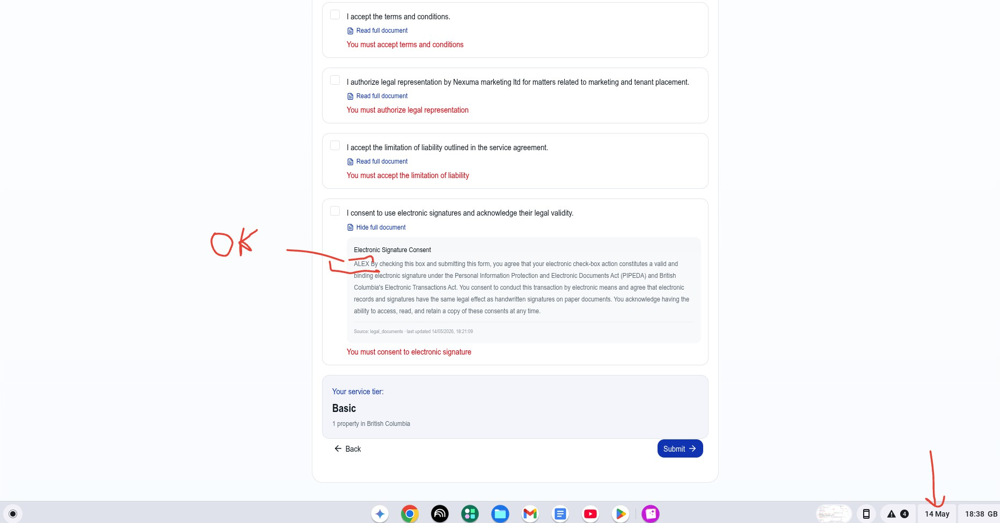 I accept the terms and conditions.
Read full document
You must accept terms and conditions
I authorize legal representation by Nexuma marketing ltd for matters related to marketing and tenant placement.
Read full document
You must authorize legal representation
I accept the limitation of liability outlined in the service agreement.
Read full document
You must accept the limitation of liability
I consent to use electronic signatures and acknowledge their legal validity.
Hide full document
OK
Electronic Signature Consent
ALEX By checking this box and submitting this form, you agree that your electronic check-box action constitutes a valid and
binding electronic signature under the Personal Information Protection and Electronic Documents Act (PIPEDA) and British
Columbia's Electronic Transactions Act. You consent to conduct this transaction by electronic means and agree that electronic
records and signatures have the same legal effect as handwritten signatures on paper documents. You acknowledge having the
ability to access, read, and retain a copy of these consents at any time.
Source: legal_documents · last updated 14/05/2026, 18:21:09
You must consent to electronic signature
Your service tier:
Basic
1 property in British Columbia
Back
Submit
4
14 May
18:38 GB